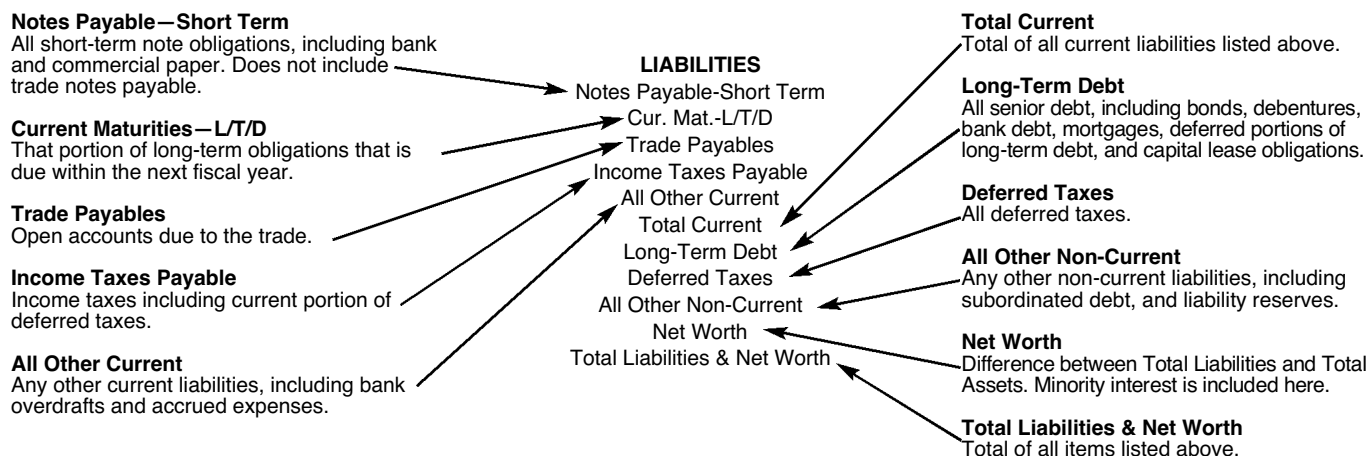 Notes Payable—Short Term
All short-term note obligations, including bank
and commercial paper. Does not include
trade notes payable.
Current Maturities—L/T/D
That portion of long-term obligations that is
due within the next fiscal year.
Trade Payables
Open accounts due to the trade.
Income Taxes Payable
Income taxes including current portion of
deferred taxes.
All Other Current
Any other current liabilities, including bank
overdrafts and accrued expenses.
LIABILITIES
Notes Payable-Short Term
Cur. Mat.-L/T/D
Trade Payables
Income Taxes Payable
All Other Current
Total Current
Long-Term Debt
Deferred Taxes
All Other Non-Current
Net Worth
Total Liabilities & Net Worth
Total Current
Total of all current liabilities listed above.
Long-Term Debt
All senior debt, including bonds, debentures,
bank debt, mortgages, deferred portions of
long-term debt, and capital lease obligations.
Deferred Taxes
All deferred taxes.
All Other Non-Current
Any other non-current liabilities, including
subordinated debt, and liability reserves.
Net Worth
Difference between Total Liabilities and Total
Assets. Minority interest is included here.
Total Liabilities & Net Worth
Total of all items listed above.